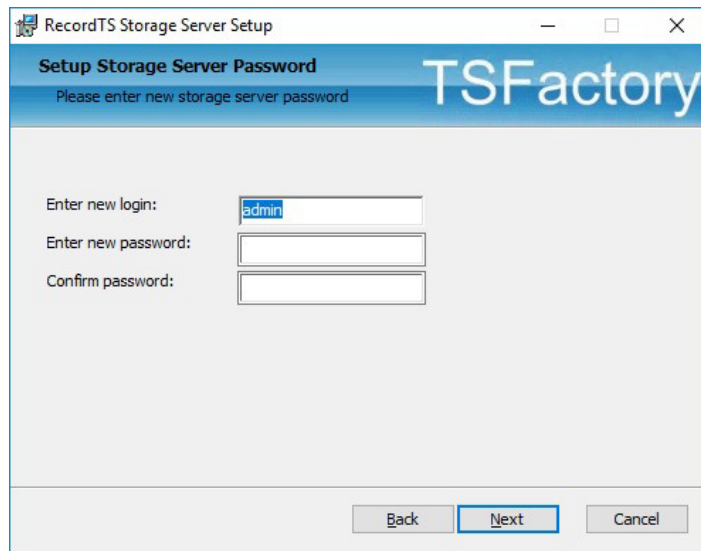 RecordTS Storage Server Setup
Setup Storage Server Password
TSFactory
Please enter new storage server password
Enter new login:
admin
Enter new password:
Confirm password:
Back
Next
Cancel